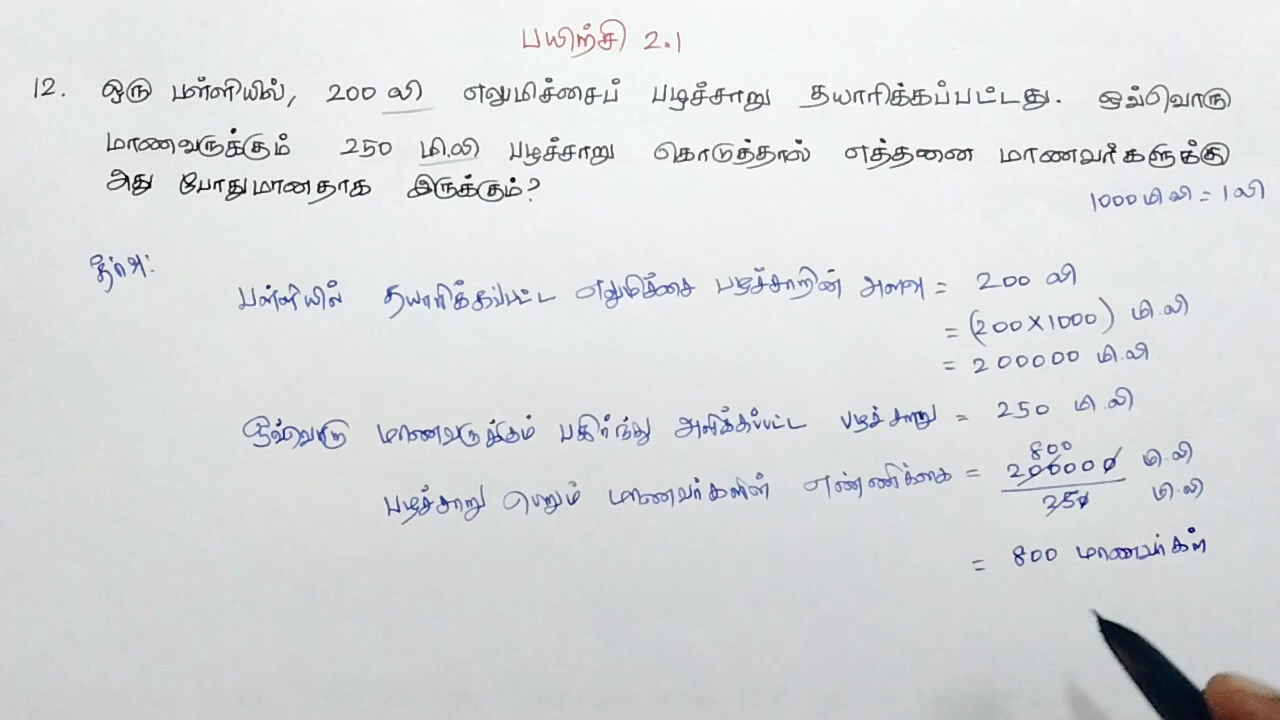 பயிற்சி 2.1
12. ஒரு பள்ளியில், 200 லி எலுமிச்சைப் பழச்சாறு தயாரிக்கப்பட்டது. ஒவ்வொரு
மாணவருக்கும் 250 மி.லி பழச்சாறு கொடுத்தால் எத்தனை மாணவர்களுக்கு
அது போதுமானதாக இருக்கும்?
1000 மி லி = 1 லி
தீர்வு:
பள்ளியில் தயாரிக்கப்பட்ட எலுமிச்சை பழச்சாறின் அளவு = 200 லி
= (200 X 1000) மி.லி
= 200000 மி.லி
ஒவ்வொரு மாணவருக்கும் பகிர்ந்து அளிக்கப்பட்ட பழச்சாறு = 250 மி.லி
800
பழச்சாறு பெறும் மாணவர்களின் எண்ணிக்கை = 200000 மி.லி
250 மி.லி
= 800 மாணவர்கள்